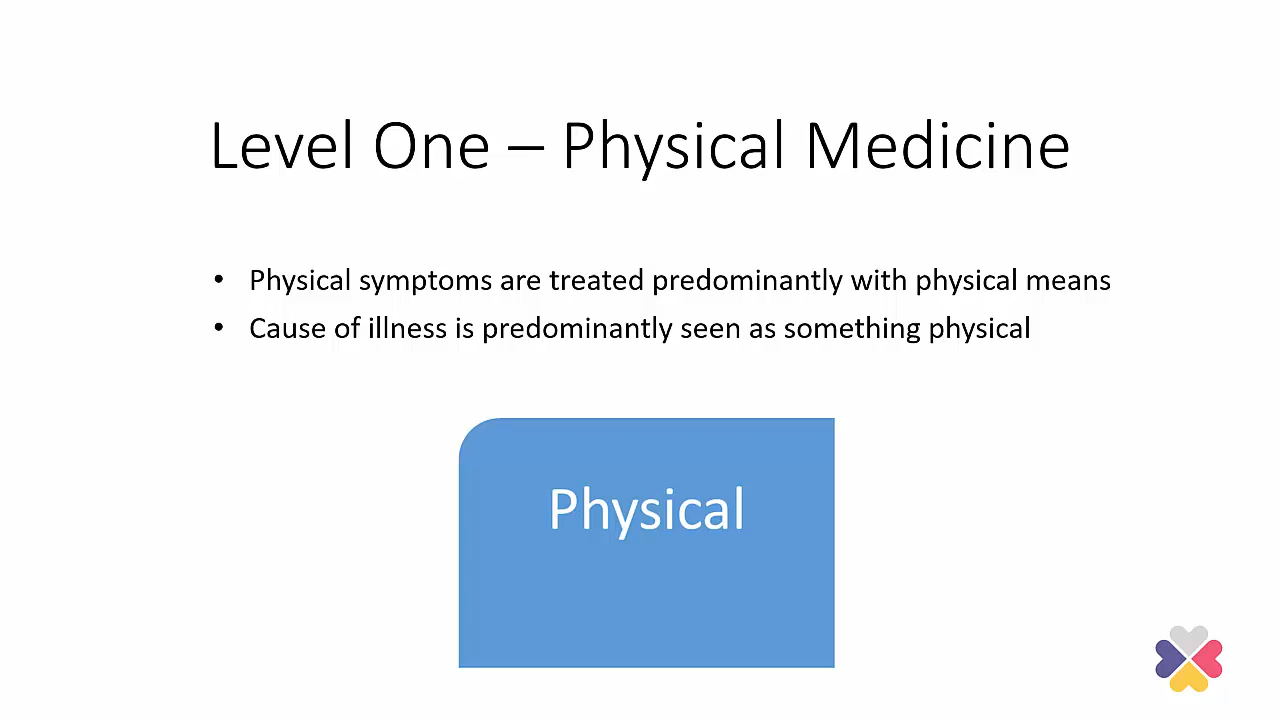 Level One – Physical Medicine
• Physical symptoms are treated predominantly with physical means
• Cause of illness is predominantly seen as something physical
Physical